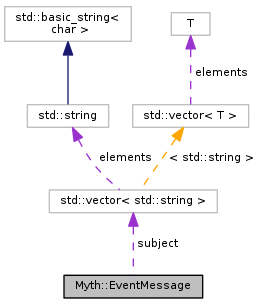 std::basic_string<
char >
T
elements
std::string
std::vector< T >
elements
< std::string >
std::vector< std::string >
subject
Myth::EventMessage